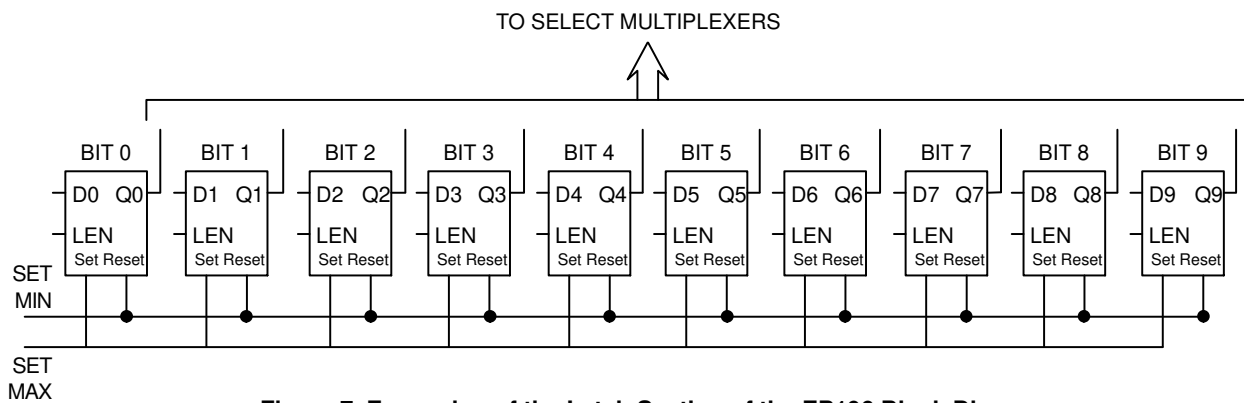 TO SELECT MULTIPLEXERS
BIT 0 BIT 1 BIT 2 BIT 3 BIT 4 BIT 5 BIT 6 BIT 7 BIT 8 BIT 9
D0 Q0 D1 Q1 D2 Q2 D3 Q3 D4 Q4 D5 Q5 D6 Q6 D7 Q7 D8 Q8 D9 Q9
LEN LEN LEN LEN LEN LEN LEN LEN LEN LEN
Set Reset Set Reset Set Reset Set Reset Set Reset Set Reset Set Reset Set Reset Set Reset Set Reset
SET
MIN
SET
MAX